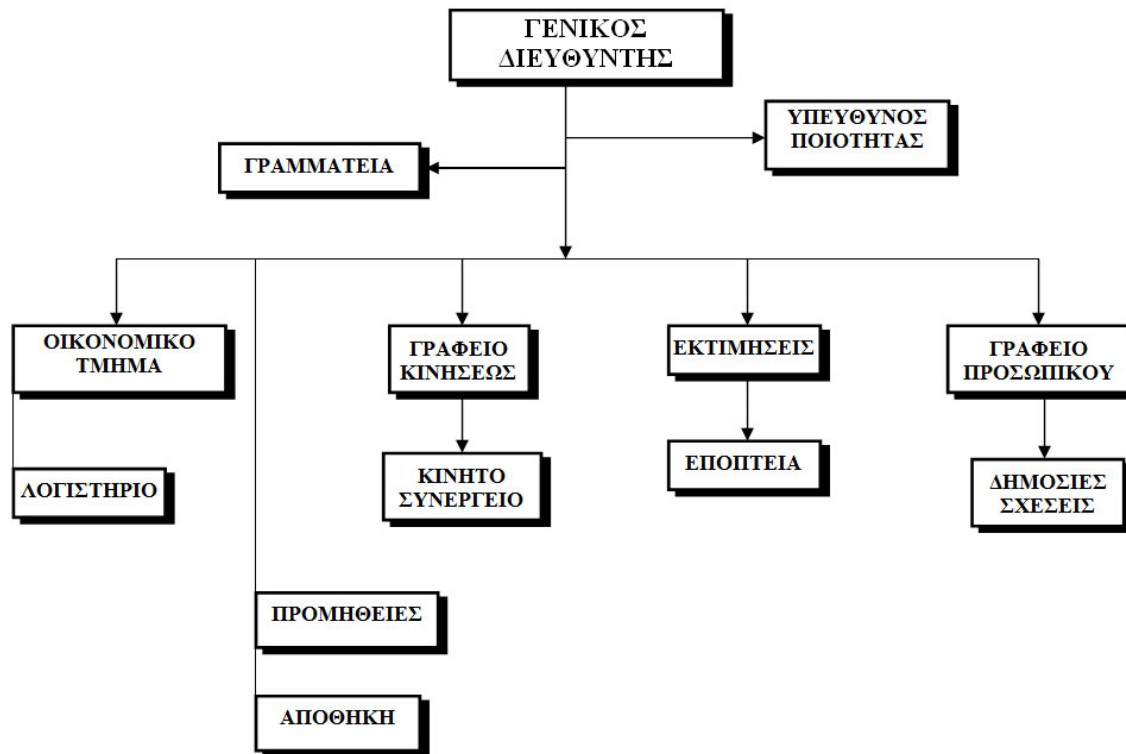 ΓΕΝΙΚΟΣ
ΔΙΕΥΘΥΝΤΗΣ
ΥΠΕΥΘΥΝΟΣ
ΠΟΙΟΤΗΤΑΣ
ΓΡΑΜΜΑΤΕΙΑ
ΟΙΚΟΝΟΜΙΚΟ
ΤΜΗΜΑ
ΓΡΑΦΕΙΟ
ΚΙΝΗΣΕΩΣ
ΕΚΤΙΜΗΣΕΙΣ
ΓΡΑΦΕΙΟ
ΠΡΟΣΩΠΙΚΟΥ
ΛΟΓΙΣΤΗΡΙΟ
ΚΙΝΗΤΟ
ΣΥΝΕΡΓΕΙΟ
ΕΠΟΠΤΕΙΑ
ΔΗΜΟΣΙΕΣ
ΣΧΕΣΕΙΣ
ΠΡΟΜΗΘΕΙΕΣ
ΑΠΟΘΗΚΗ